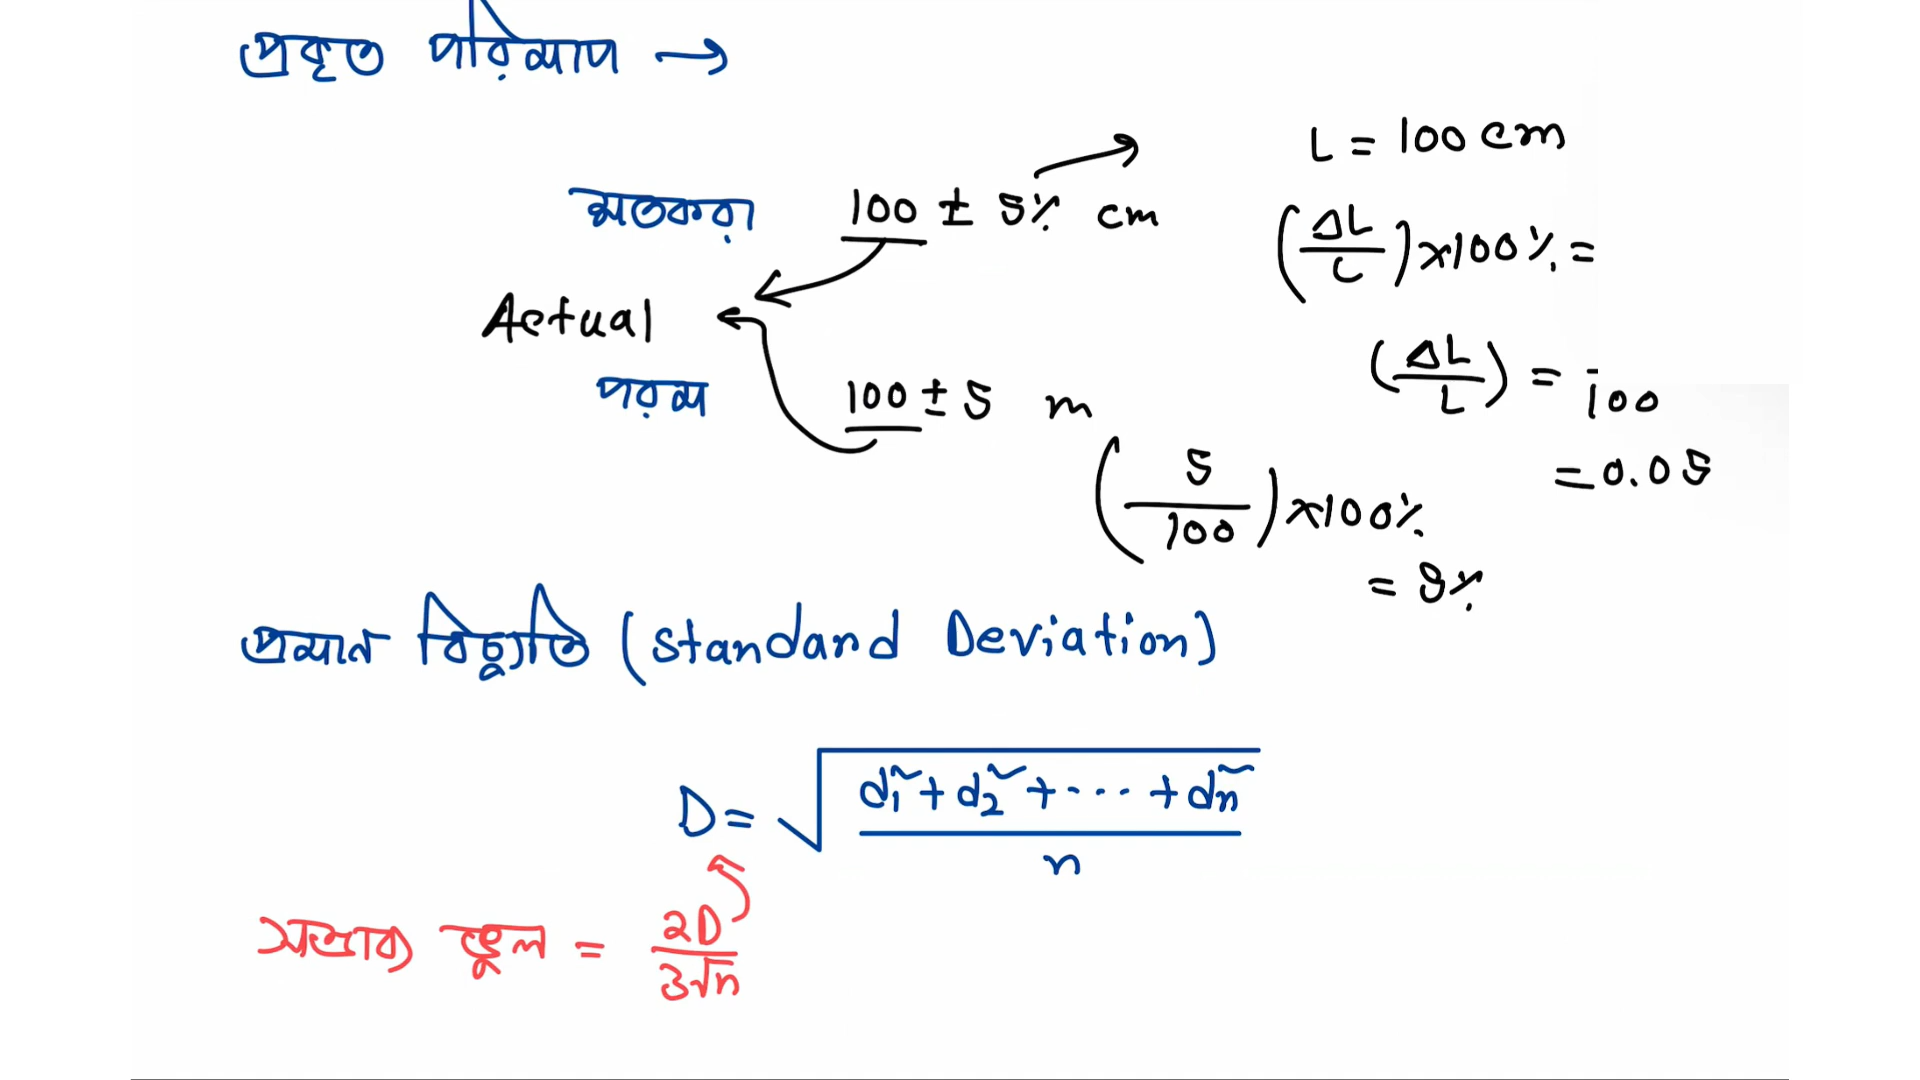 প্রকৃত পরিমাপ →
L = 100 cm
শতকরা 100 ± 5% cm
(ΔL/L) × 100% =
Actual
(ΔL/L) = /100
পরম 100 ± 5 m
= 0.05
(5/100) × 100%
= 5%
প্রমান বিচ্যুতি (Standard Deviation)
D = √((d₁² + d₂² + ···· + dₙ²)/n)
সম্ভাব্য ভুল = 2D/3√n